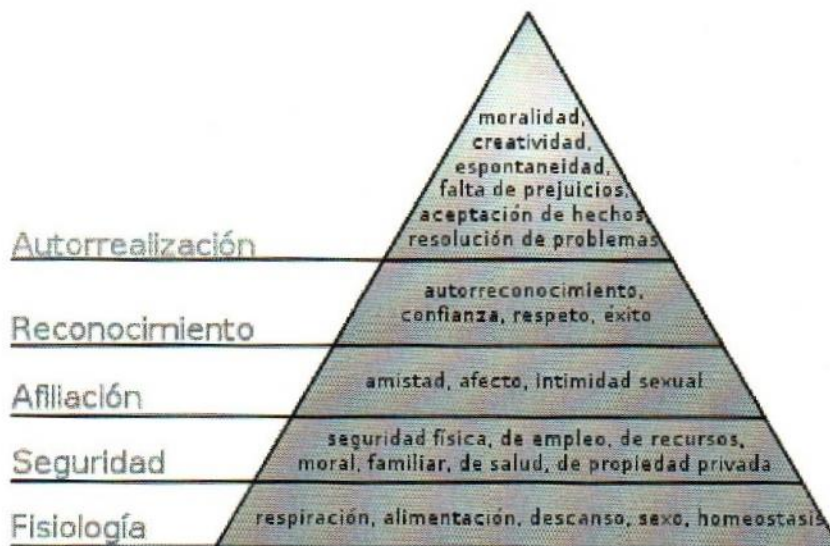 moralidad,
creatividad,
espontaneidad,
falta de prejuicios,
aceptación de hechos,
resolución de problemas
Autorrealización
autorreconocimiento,
confianza, respeto, éxito
Reconocimiento
amistad, afecto, intimidad sexual
Afiliación
seguridad física, de empleo, de recursos,
moral, familiar, de salud, de propiedad privada
Seguridad
respiración, alimentación, descanso, sexo, homeostasis
Fisiología